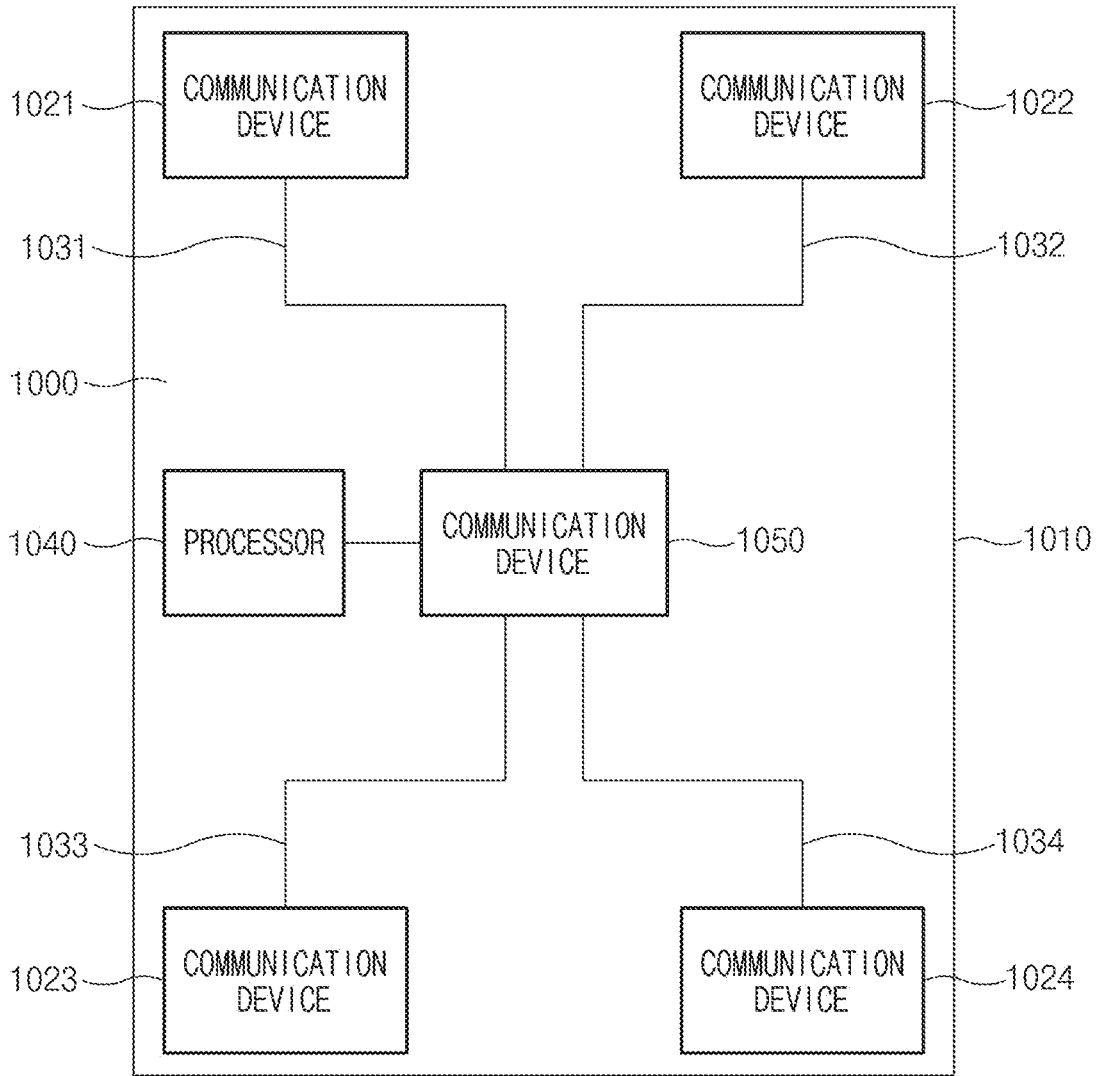 1021
COMMUNICATION
DEVICE
COMMUNICATION
DEVICE
1022
1031
1032
1000
1040
PROCESSOR
COMMUNICATION
DEVICE
1050
1010
1033
1034
1023
COMMUNICATION
DEVICE
COMMUNICATION
DEVICE
1024